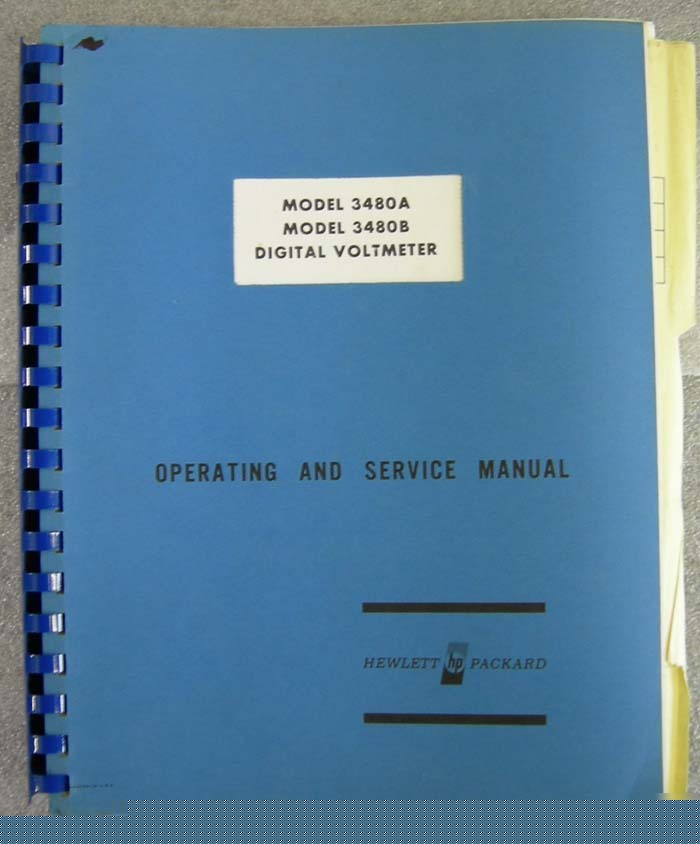 MODEL 3480A
MODEL 3480B
DIGITAL VOLTMETER
OPERATING AND SERVICE MANUAL
HEWLETT hp PACKARD